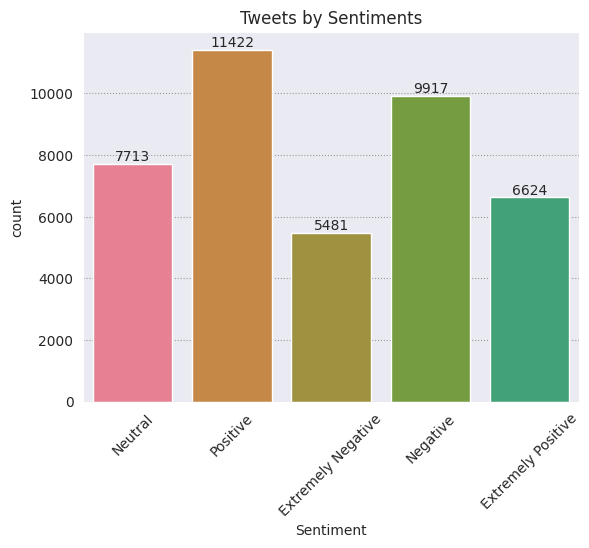 Tweets by Sentiments
11422
9917
7713
6624
5481
10000
8000
6000
4000
2000
0
count
Neutral
Positive
Extremely Negative
Negative
Extremely Positive
Sentiment